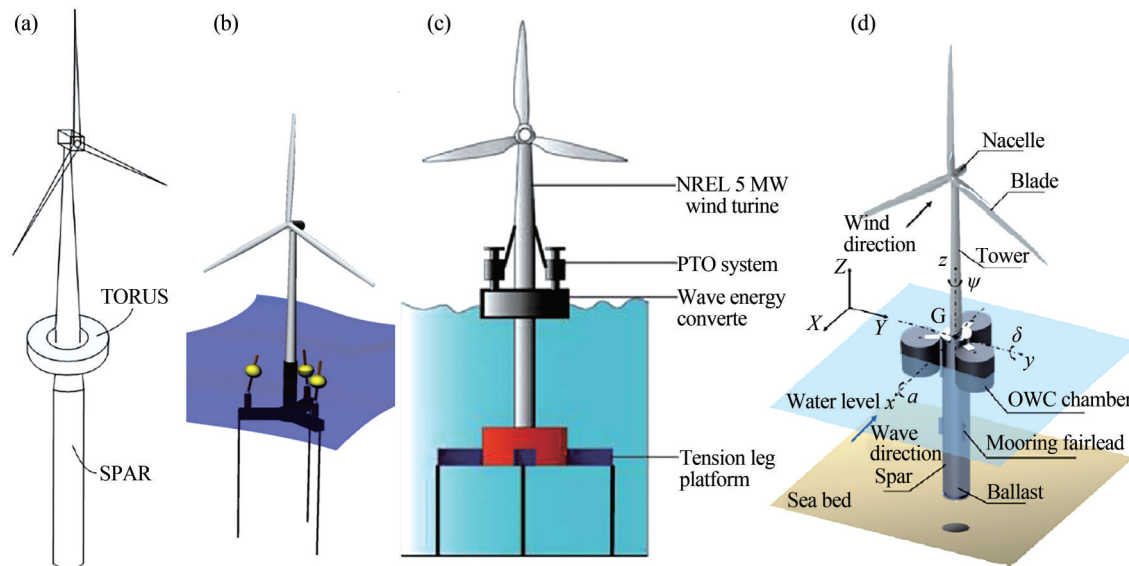 (a)
TORUS
SPAR
(b)
(c)
NREL 5 MW
wind turine
PTO system
Wave energy
converte
Tension leg
platform
(d)
Nacelle
Blade
Wind
direction
Tower
z
ψ
Z
X
Y
G
δ
y
OWC chamber
Water level
x
a
Wave
direction
Mooring fairlead
Spar
Ballast
Sea bed